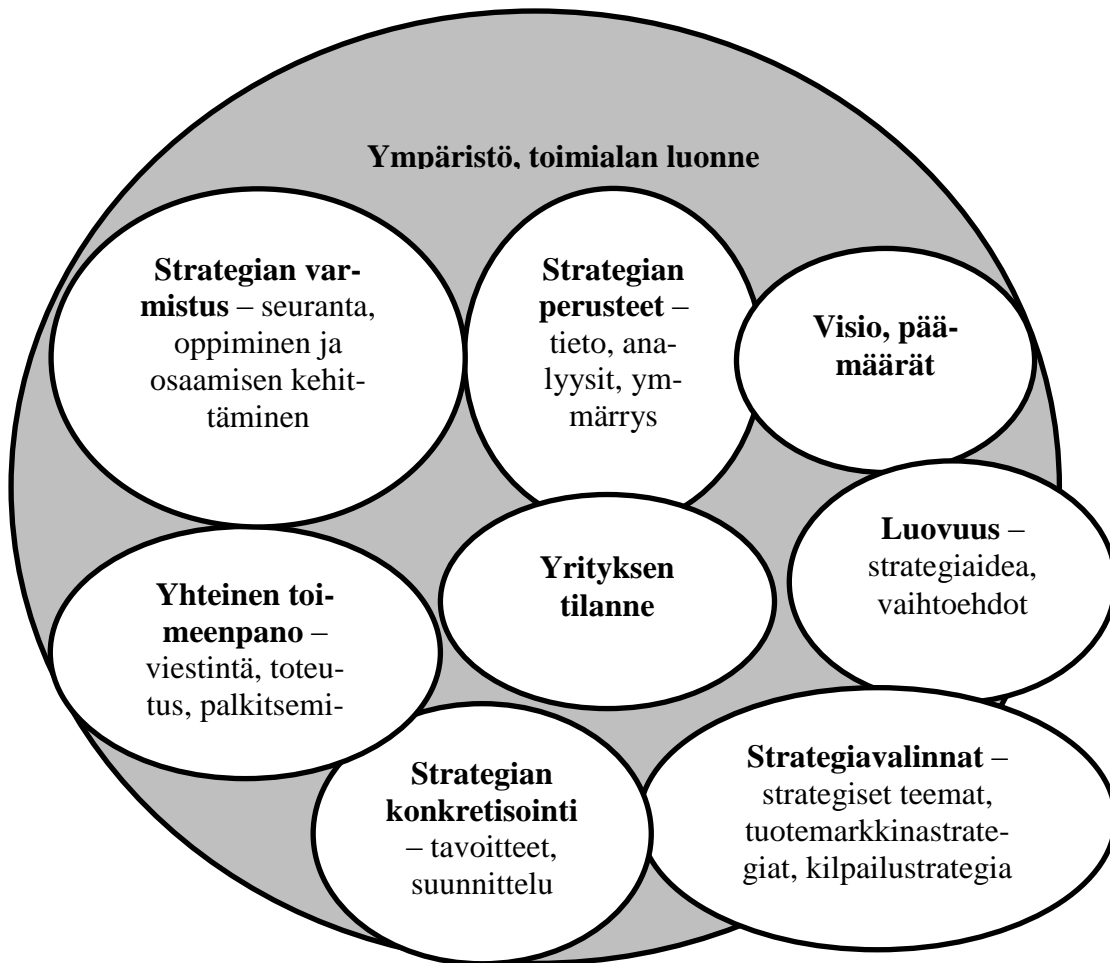 Ympäristö, toimialan luonne
Strategian var-
mistus – seuranta,
oppiminen ja
osaamisen kehit-
täminen
Strategian
perusteet –
tieto, ana-
lyysit, ym-
märrys
Visio, pää-
määrät
Luovuus –
strategiaidea,
vaihtoehdot
Yrityksen
tilanne
Yhteinen toi-
meenpano –
viestintä, toteu-
tus, palkitsemi-
Strategian
konkretisointi
– tavoitteet,
suunnittelu
Strategiavalinnat –
strategiset teemat,
tuotemarkkinastrate-
giat, kilpailustrategia